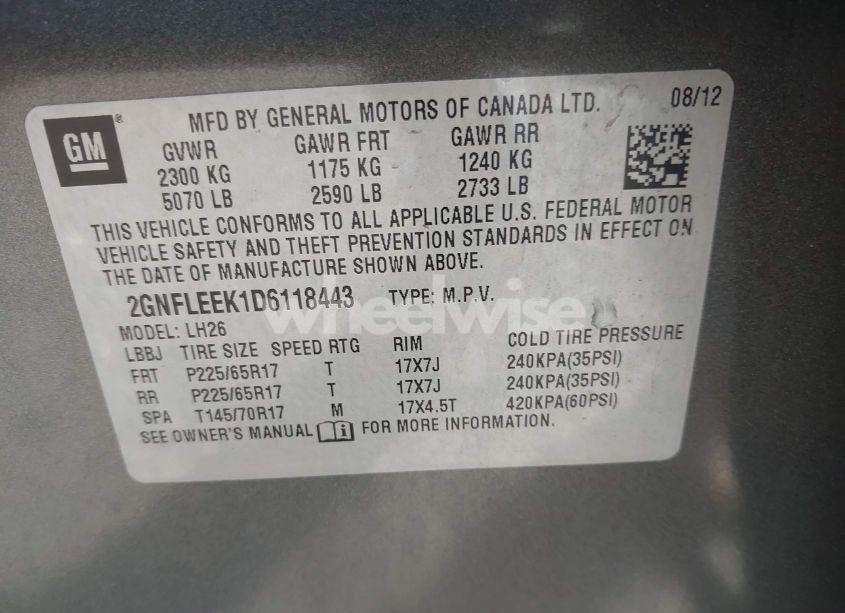 GM ® MFD BY GENERAL MOTORS OF CANADA LTD. 08/12
GVWR GAWR FRT GAWR RR
2300 KG 1175 KG 1240 KG
5070 LB 2590 LB 2733 LB
THIS VEHICLE CONFORMS TO ALL APPLICABLE U.S. FEDERAL MOTOR
VEHICLE SAFETY AND THEFT PREVENTION STANDARDS IN EFFECT ON
THE DATE OF MANUFACTURE SHOWN ABOVE.
2GNFLEEK1D6118443 TYPE: M.P.V.
wheelwise
MODEL: LH26
LBBJ TIRE SIZE SPEED RTG RIM COLD TIRE PRESSURE
FRT P225/65R17 T 17X7J 240KPA(35PSI)
RR P225/65R17 T 17X7J 240KPA(35PSI)
SPA T145/70R17 M 17X4.5T 420KPA(60PSI)
SEE OWNER'S MANUAL i FOR MORE INFORMATION.